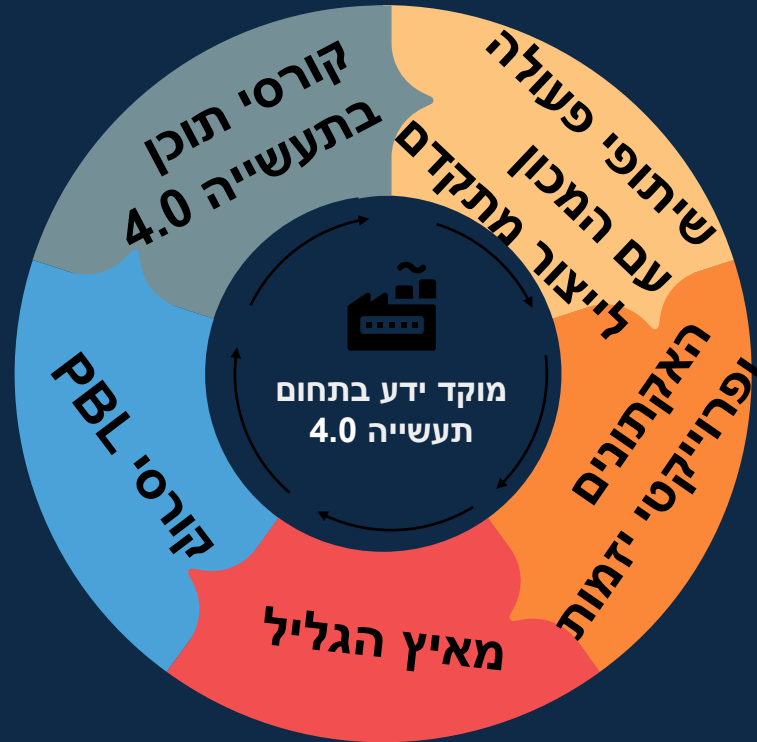 קורסי תוכן
בתעשייה 4.0
שיתופי פעולה
עם המכון
לייצור מתקדם
האקתונים
ופרוייקטי יזמות
מאיץ הגליל
קורסי PBL
מוקד ידע בתחום
תעשייה 4.0